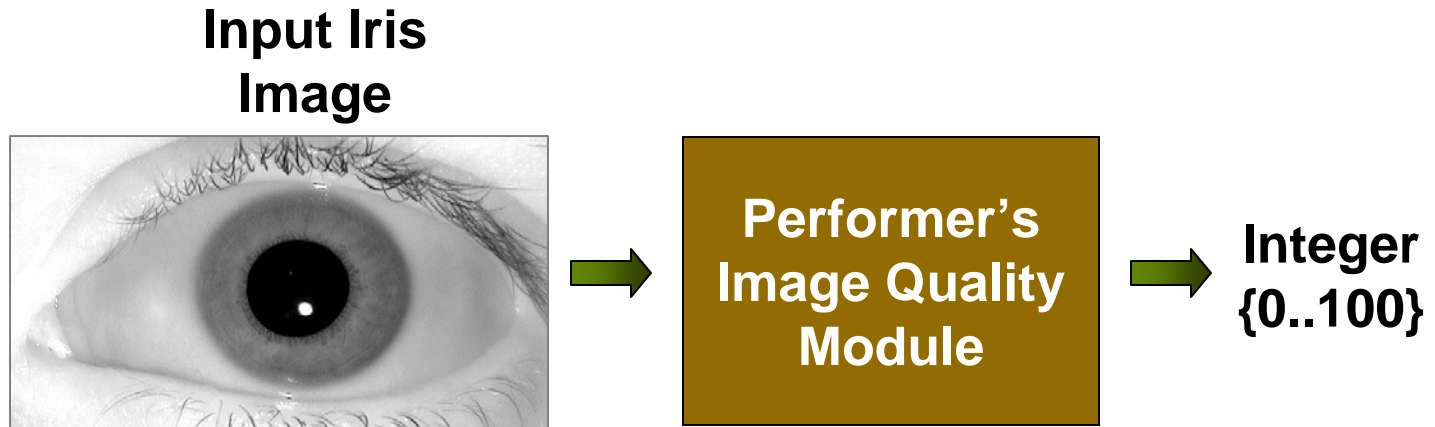 Input Iris
Image
Performer's
Image Quality
Module
Integer
{0..100}